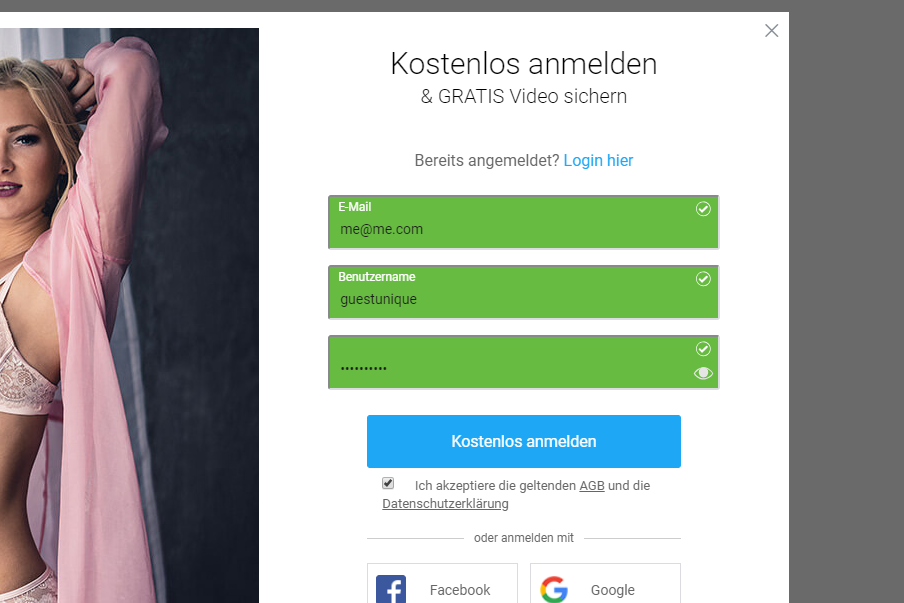 Kostenlos anmelden
& GRATIS Video sichern
Bereits angemeldet? Login hier
E-Mail
me@me.com
Benutzername
guestunique
••••••••••
Kostenlos anmelden
Ich akzeptiere die geltenden AGB und die
Datenschutzerklärung
oder anmelden mit
Facebook
Google